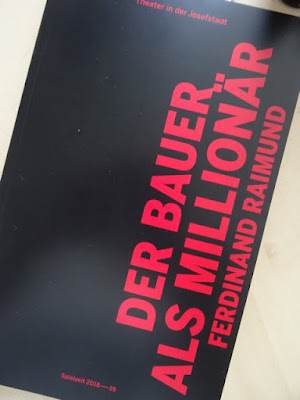 Theater in der Josefstadt
DER BAUER
ALS MILLIONÄR
FERDINAND RAIMUND
Spielzeit 2018—19